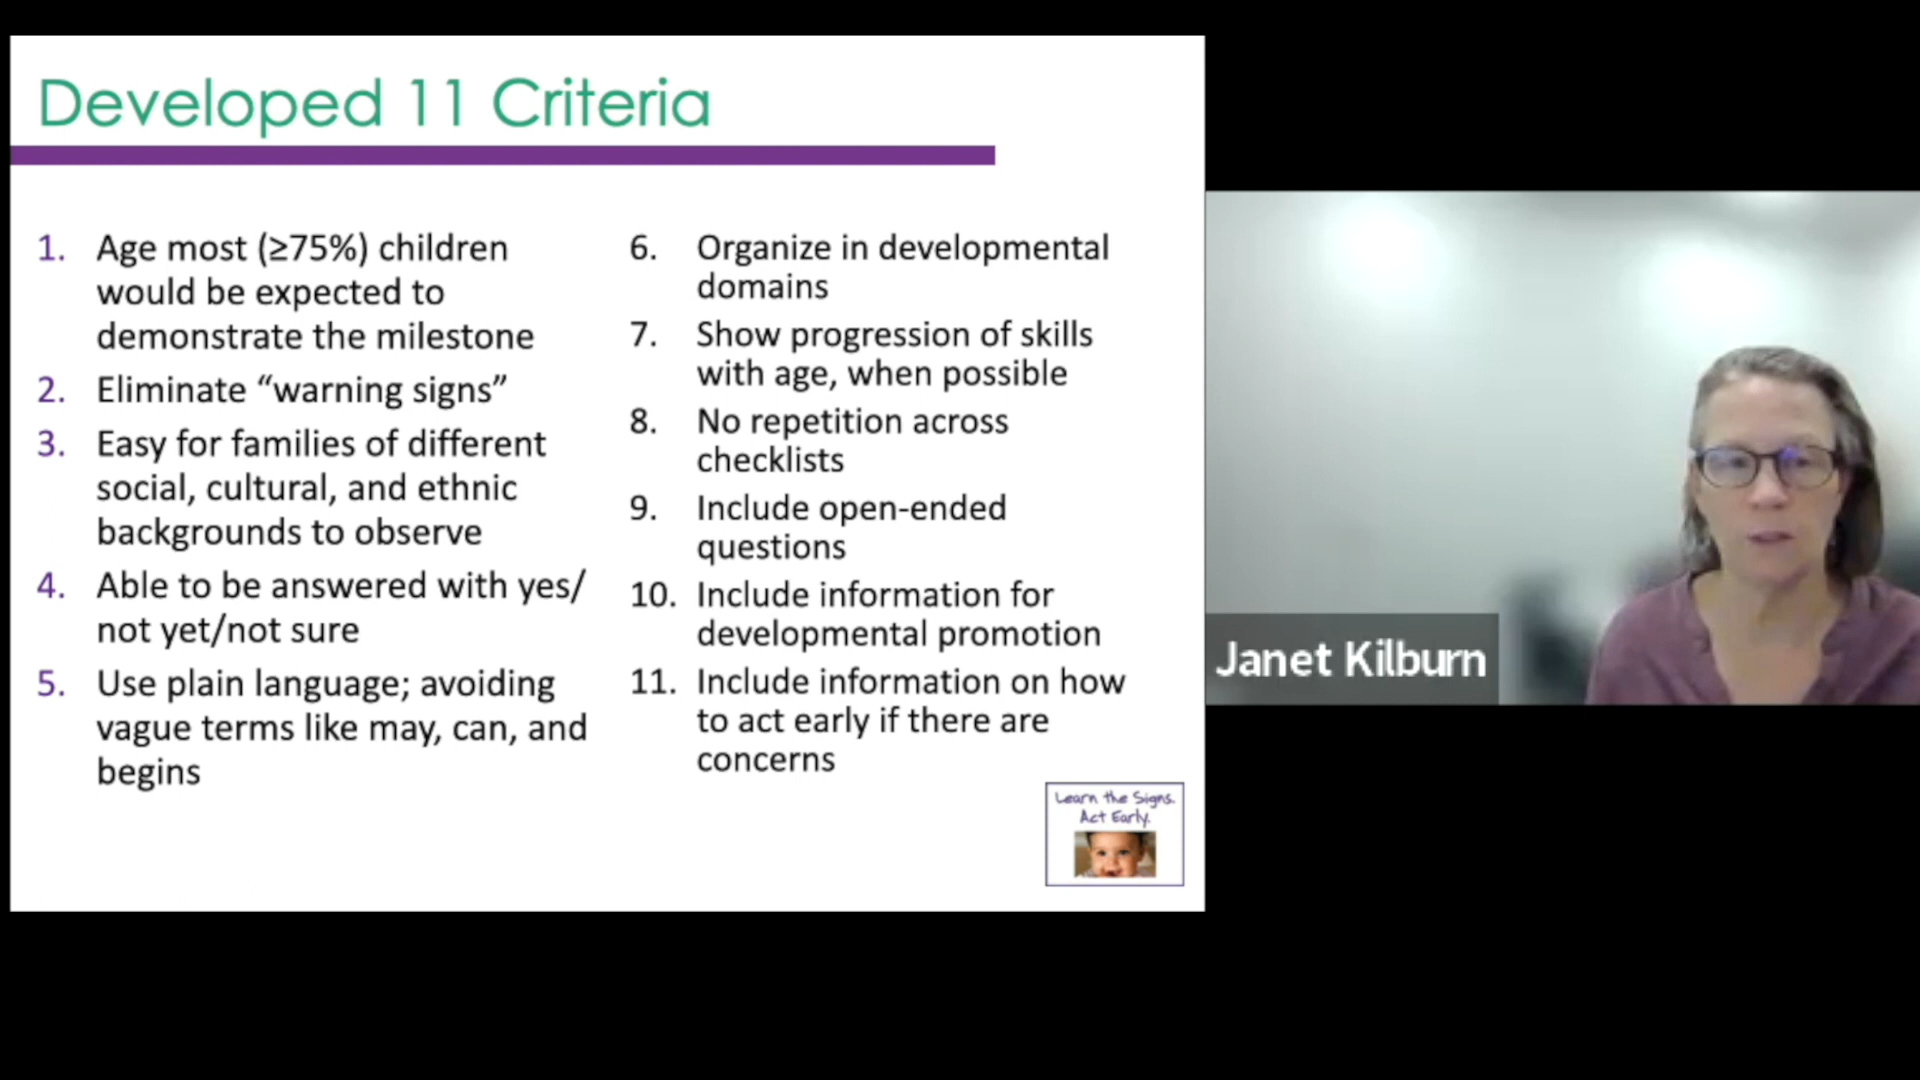 Developed 11 Criteria
1. Age most (≥75%) children
would be expected to
demonstrate the milestone
2. Eliminate “warning signs”
3. Easy for families of different
social, cultural, and ethnic
backgrounds to observe
4. Able to be answered with yes/
not yet/not sure
5. Use plain language; avoiding
vague terms like may, can, and
begins
6. Organize in developmental
domains
7. Show progression of skills
with age, when possible
8. No repetition across
checklists
9. Include open-ended
questions
10. Include information for
developmental promotion
11. Include information on how
to act early if there are
concerns
Learn the Signs.
Act Early.
Janet Kilburn